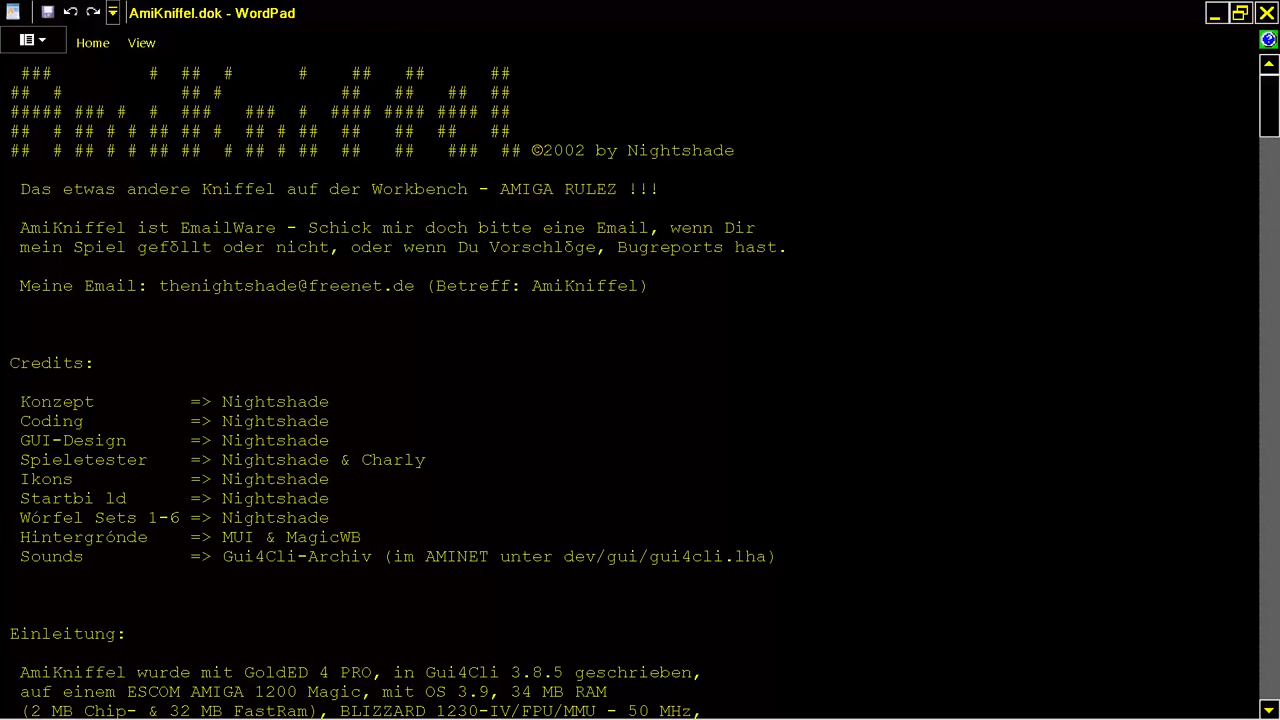 AmiKniffel.dok - WordPad
Home View
 ###         #  ## #      #    ##   ##      ##
##  #           ## #           ##   ##  ##  ##
##### ### #  #  ###   ###  #  #### #### #### ##
##  # ## # # ## ## #  ## # ##  ##   ##  ##   ##
##  # ## # # ##  # ## # ##  ##   ##   ###  ## ©2002 by Nightshade
Das etwas andere Kniffel auf der Workbench - AMIGA RULEZ !!!
AmiKniffel ist EmailWare - Schick mir doch bitte eine Email, wenn Dir
mein Spiel gefõllt oder nicht, oder wenn Du Vorschlõge, Bugreports hast.
Meine Email: thenightshade@freenet.de (Betreff: AmiKniffel)
Credits:
Konzept => Nightshade
Coding => Nightshade
GUI-Design => Nightshade
Spieletester => Nightshade & Charly
Ikons => Nightshade
Startbi ld => Nightshade
Wórfel Sets 1-6 => Nightshade
Hintergrónde => MUI & MagicWB
Sounds => Gui4Cli-Archiv (im AMINET unter dev/gui/gui4cli.lha)
Einleitung:
AmiKniffel wurde mit GoldED 4 PRO, in Gui4Cli 3.8.5 geschrieben,
auf einem ESCOM AMIGA 1200 Magic, mit OS 3.9, 34 MB RAM
(2 MB Chip- & 32 MB FastRam), BLIZZARD 1230-IV/FPU/MMU - 50 MHz,